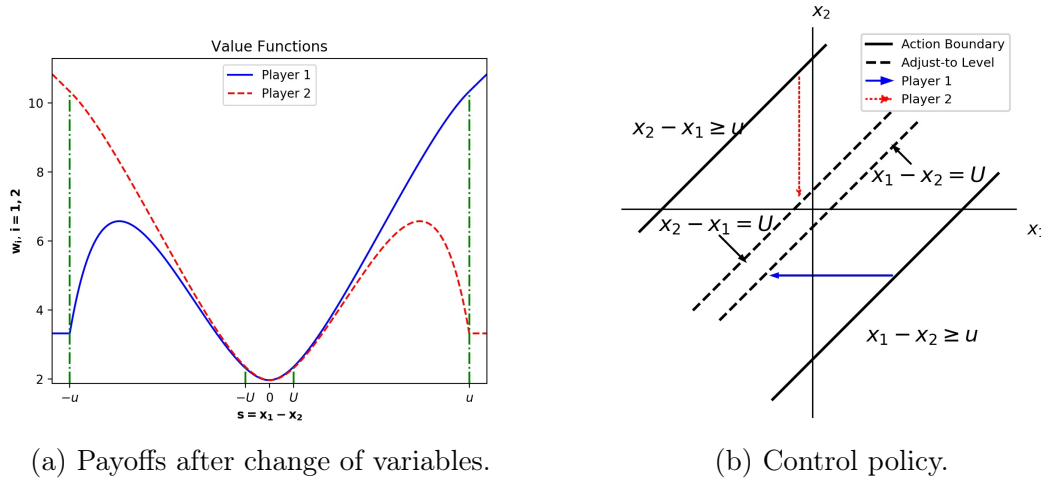 Value Functions
Player 1
Player 2
10
8
6
4
2
w_i, i = 1, 2
−u
−U
0
U
u
s = x₁ − x₂
(a) Payoffs after change of variables.
x₂
Action Boundary
Adjust-to Level
Player 1
Player 2
x₂ − x₁ ≥ u
x₁ − x₂ = U
x₂ − x₁ = U
x₁
x₁ − x₂ ≥ u
(b) Control policy.